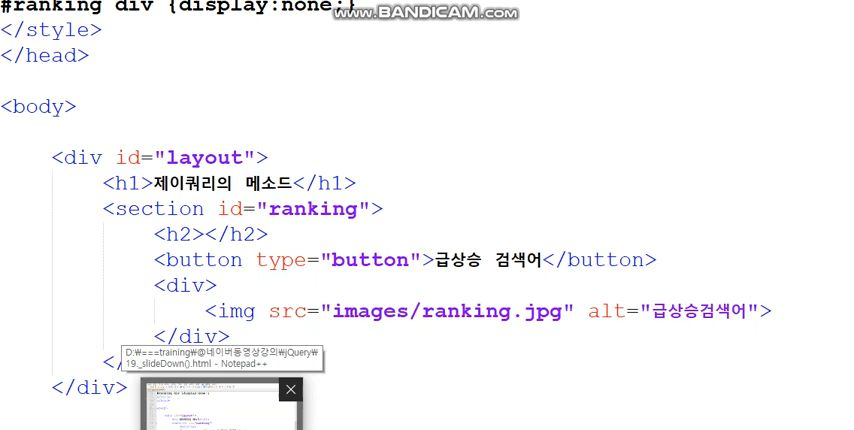 #ranking div {display:none;}
www.BANDICAM.com
</style>
</head>
<body>
<div id="layout">
<h1>제이쿼리의 메소드</h1>
<section id="ranking">
<h2></h2>
<button type="button">급상승 검색어</button>
<div>
<img src="images/ranking.jpg" alt="급상승검색어">
</div>
D:₩===training₩@네이버동영상강의₩jQuery₩
19._slideDown().html - Notepad++
</
</div>